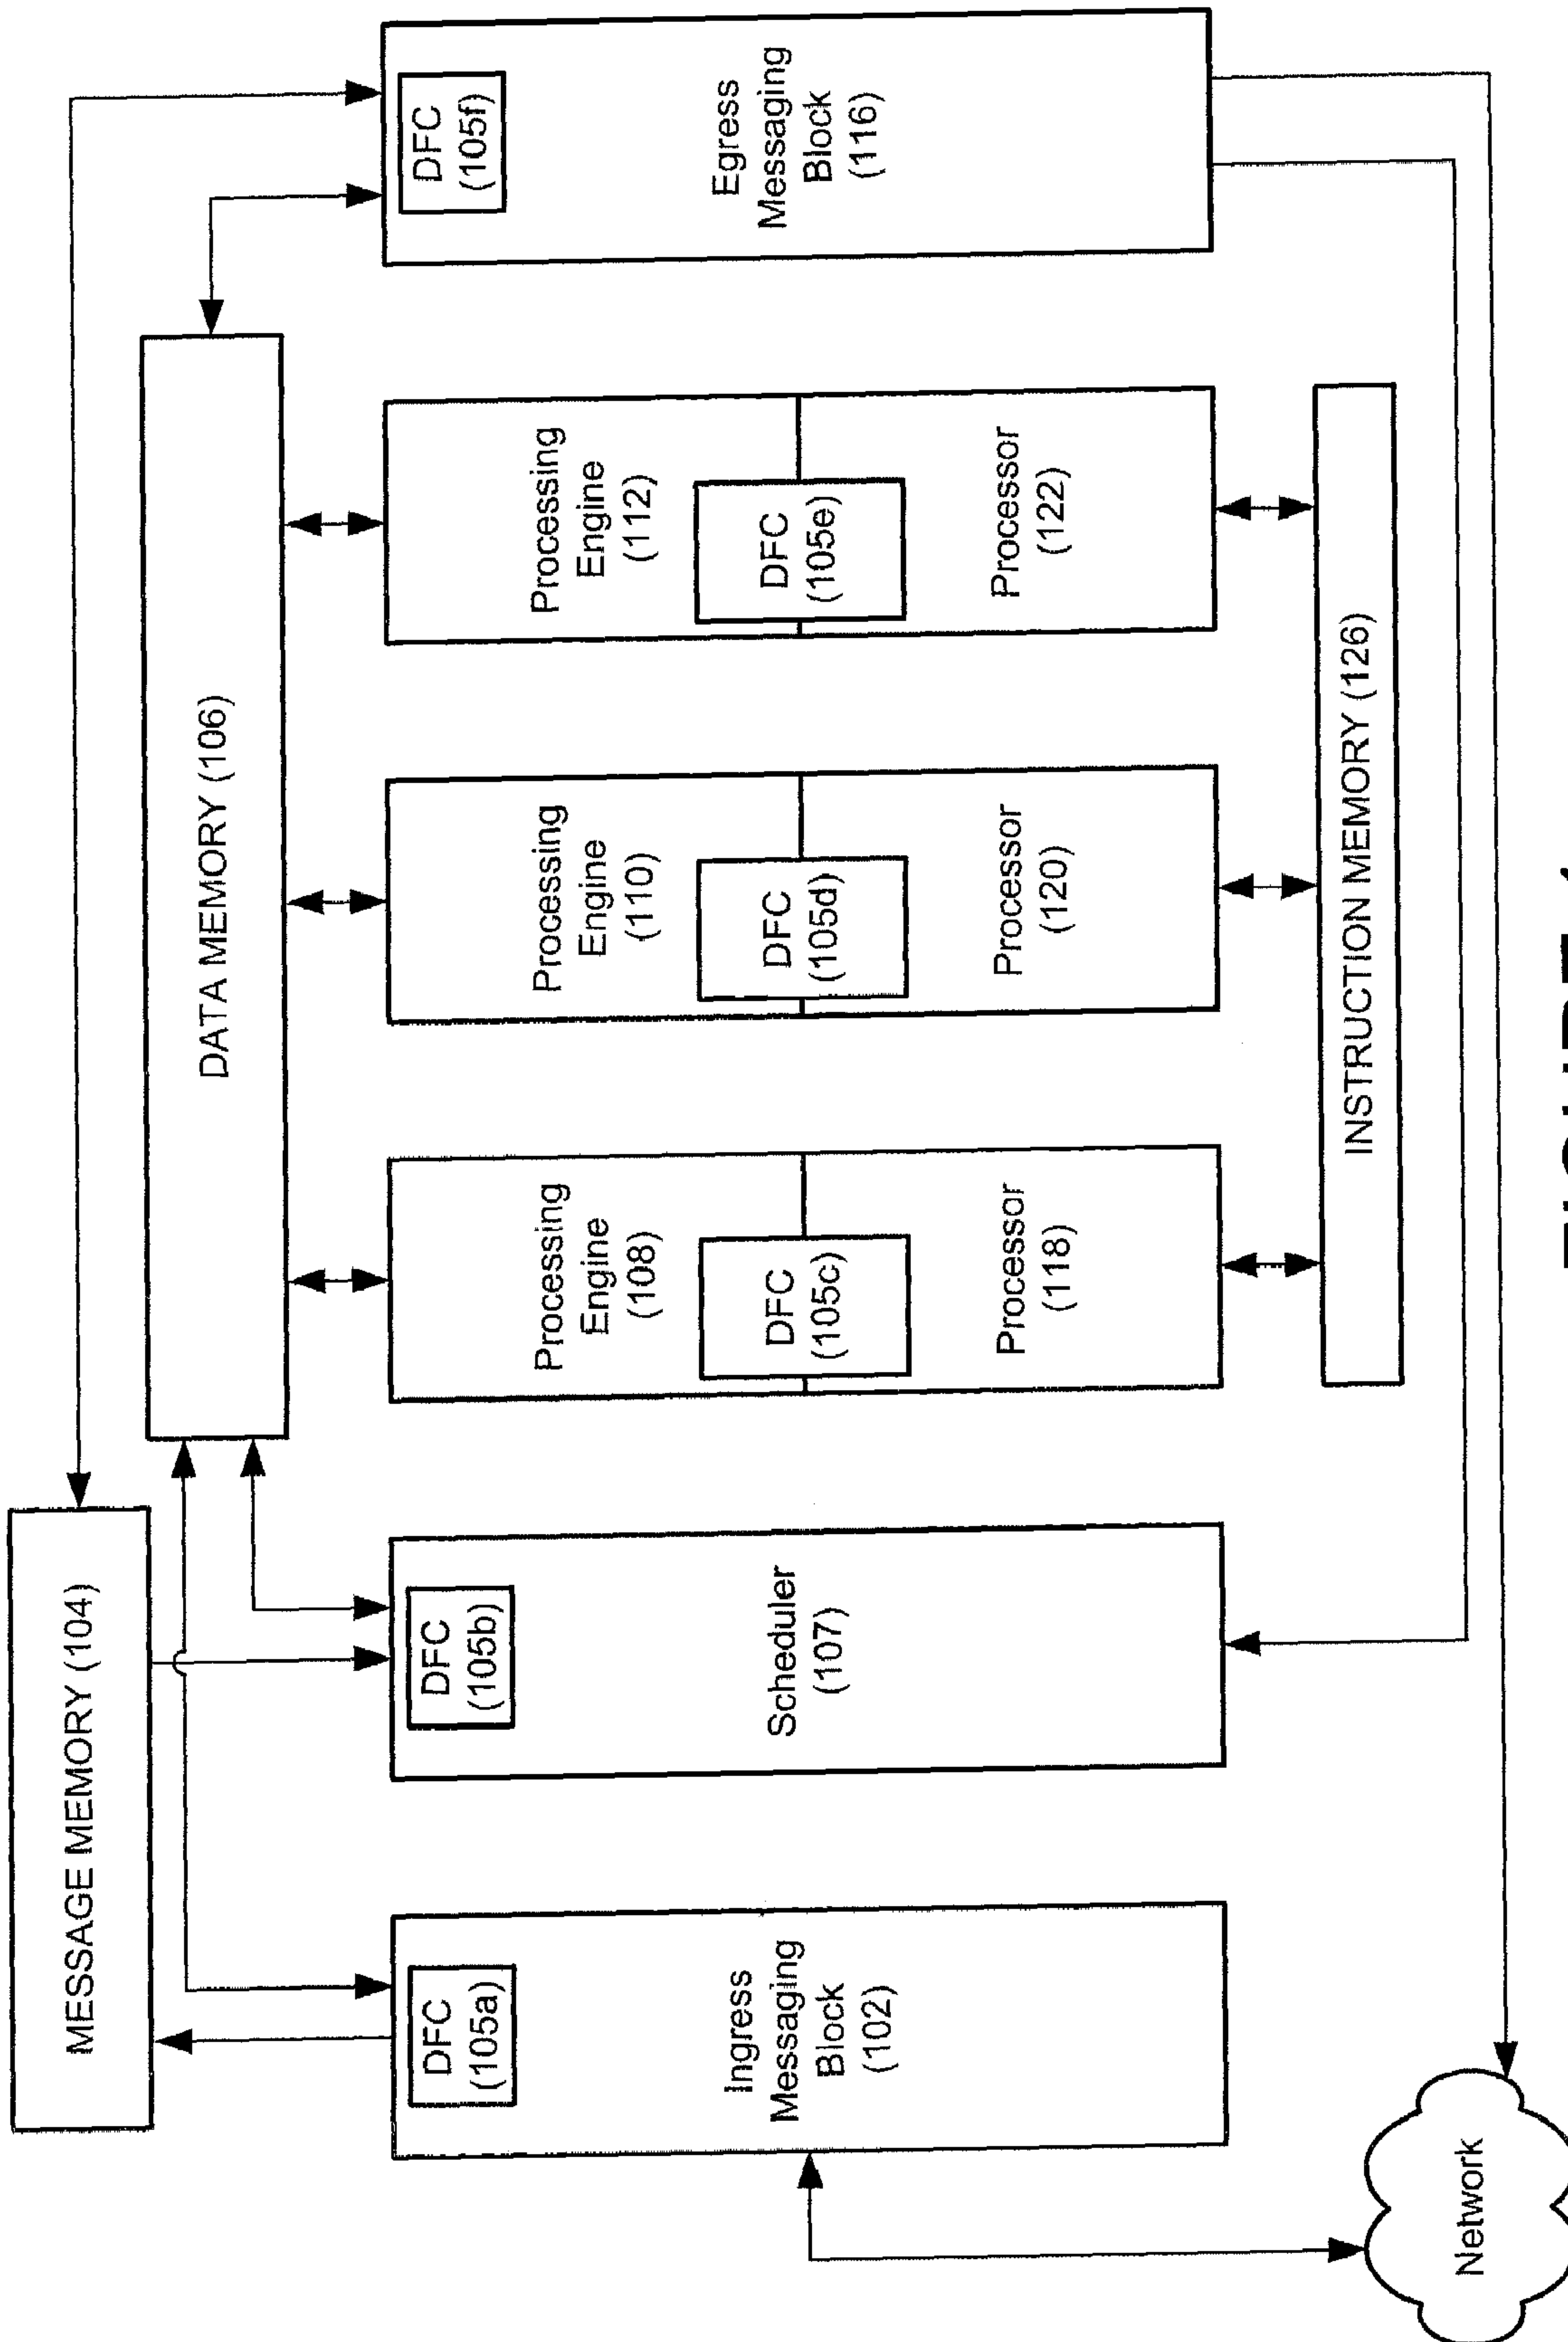 MESSAGE MEMORY (104)
DATA MEMORY (106)
DFC
(105a)
Ingress
Messaging
Block
(102)
DFC
(105b)
Scheduler
(107)
Processing
Engine
(108)
DFC
(105c)
Processor
(118)
Processing
Engine
(110)
DFC
(105d)
Processor
(120)
Processing
Engine
(112)
DFC
(105e)
Processor
(122)
DFC
(105f)
Egress
Messaging
Block
(116)
INSTRUCTION MEMORY (126)
Network